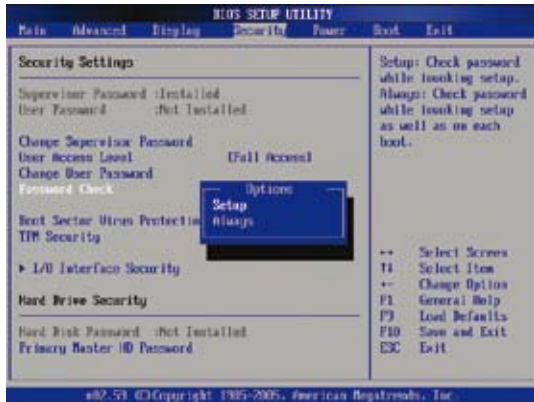 BIOS SETUP UTILITY
Main Advanced Display Security Power Boot Exit
Security Settings
Supervisor Password :Installed
User Password :Not Installed
Change Supervisor Password
User Access Level [Full Access]
Change User Password
Password Check
Boot Sector Virus Protection
TPM Security
I/O Interface Security
Hard Drive Security
Hard Disk Password :Not Installed
Primary Master HD Password
Options
Setup
Always
Setup: Check password
while invoking setup.
Always: Check password
while invoking setup
as well as on each
boot.
↔ Select Screen
↑↓ Select Item
+- Change Option
F1 General Help
F9 Load Defaults
F10 Save and Exit
ESC Exit
v02.59 (C)Copyright 1985-2005, American Megatrends, Inc.